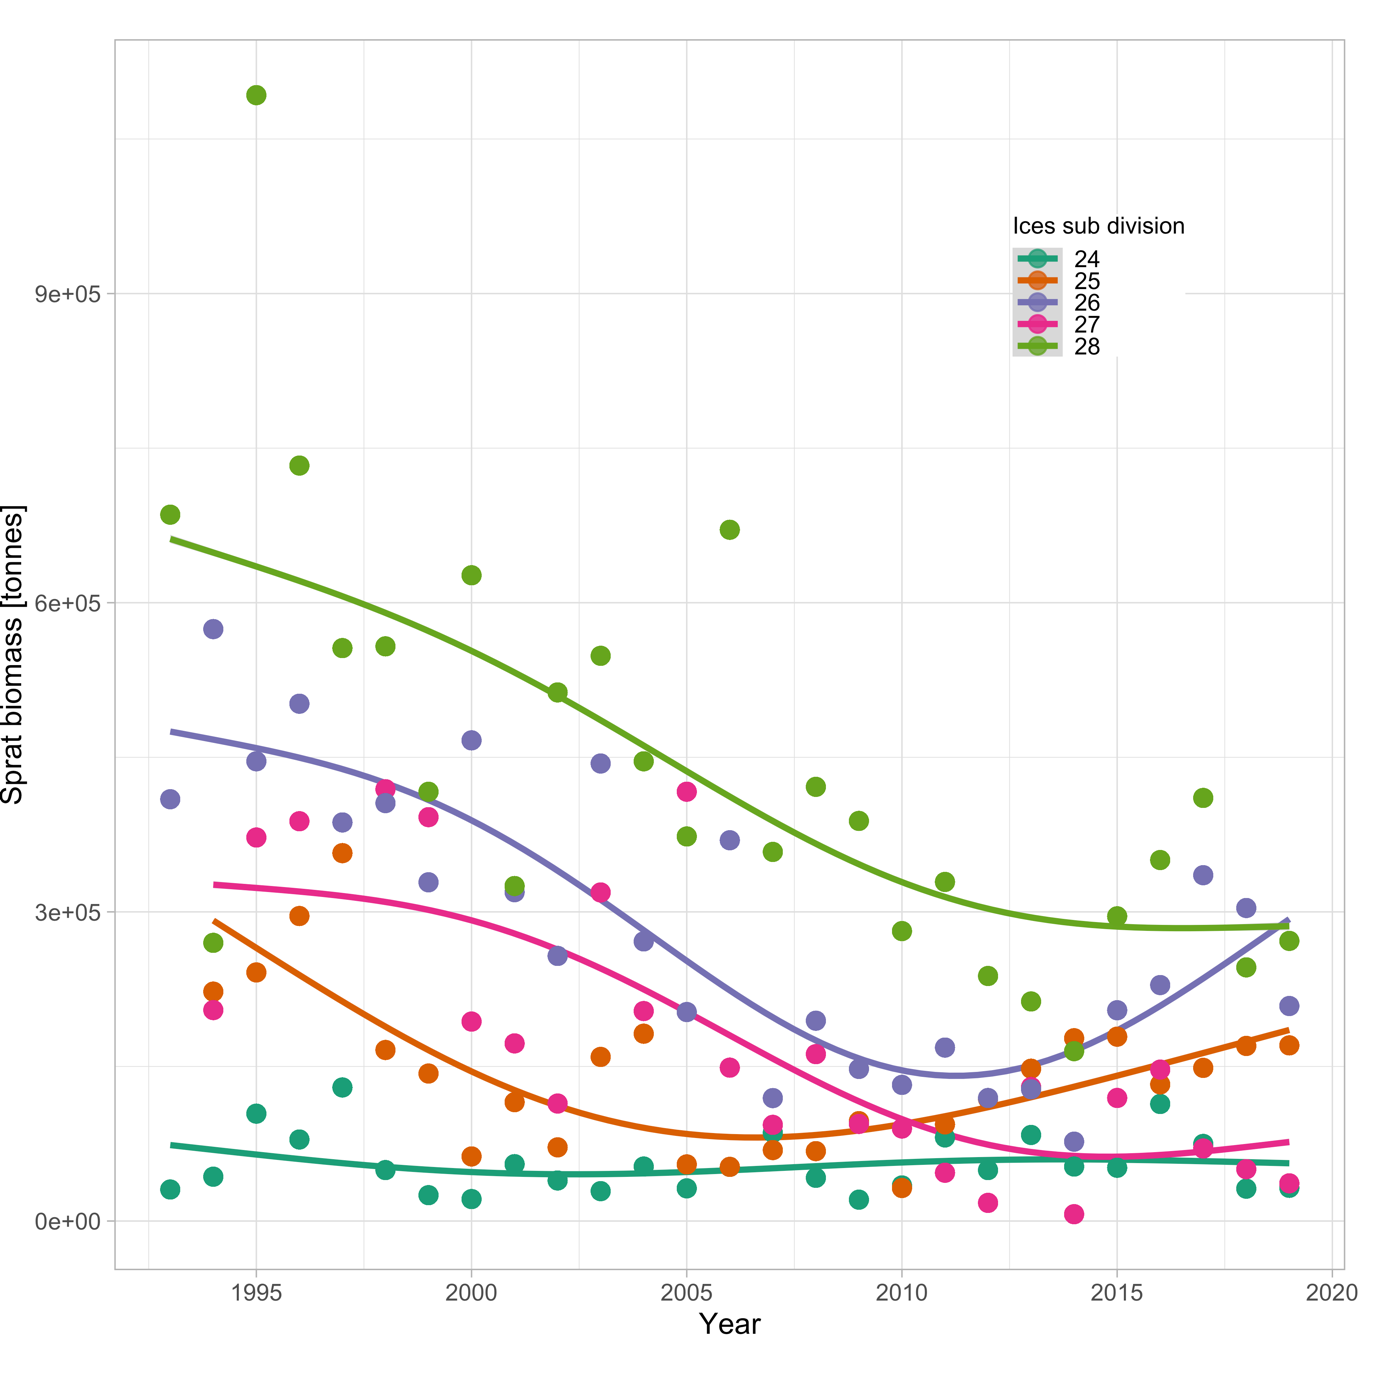 Sprat biomass [tonnes]
9e+05
6e+05
3e+05
0e+00
Ices sub division
24
25
26
27
28
1995 2000 2005 2010 2015 2020
Year